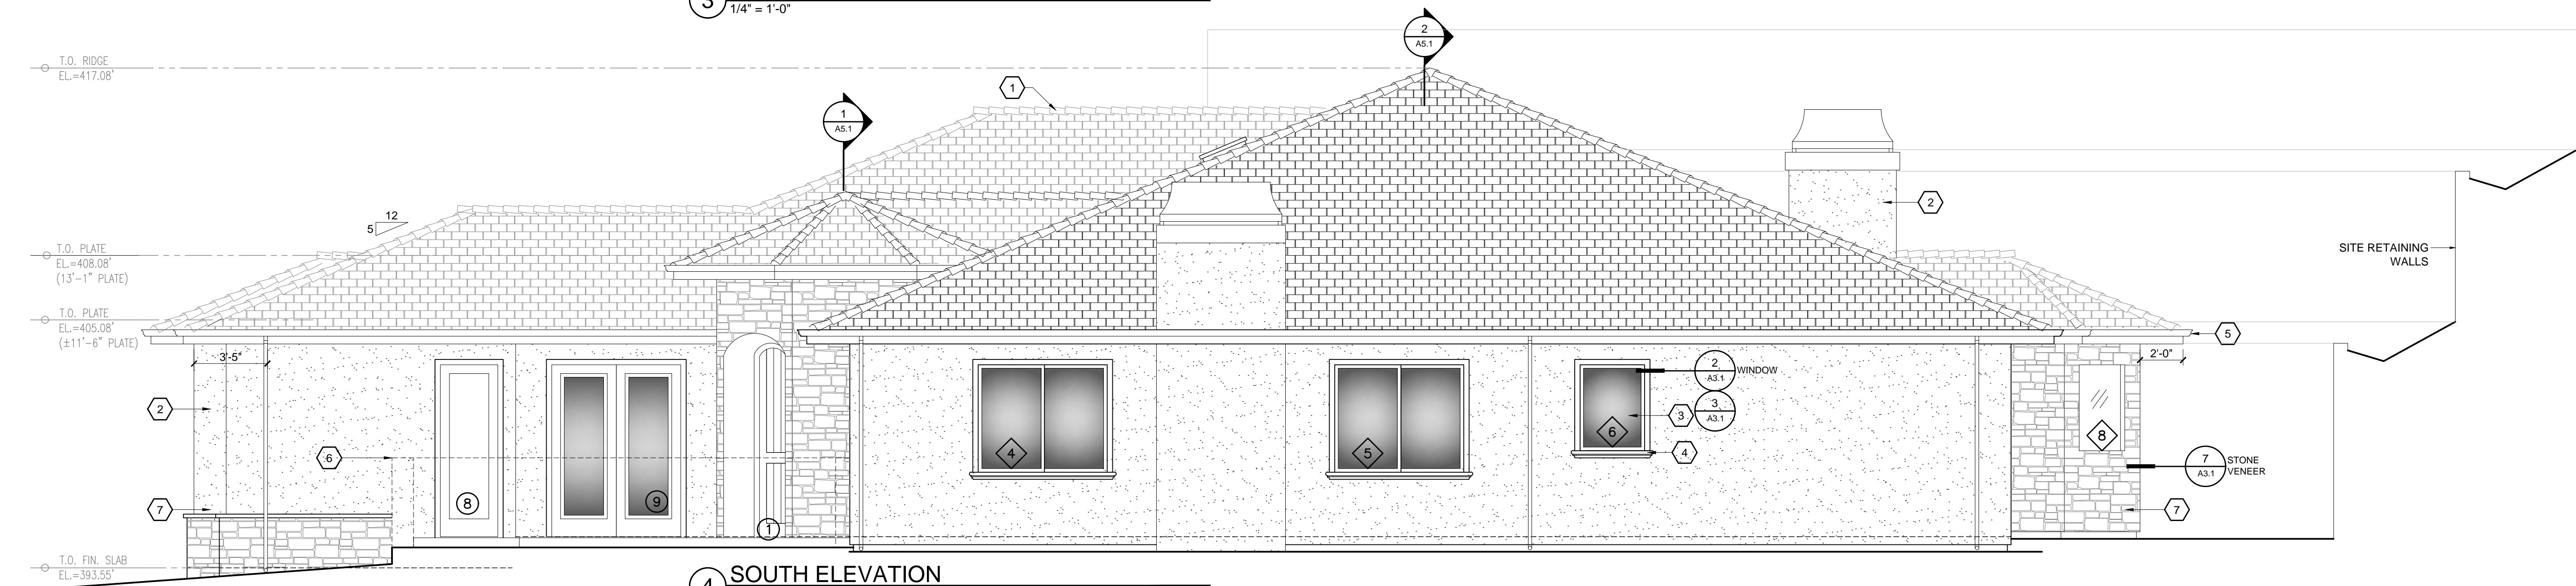 3
1/4" = 1'-0"
2
A5.1
T.O. RIDGE
EL.=417.08'
1
1
A5.1
2
12
5
SITE RETAINING
WALLS
T.O. PLATE
EL.=408.08'
(13'-1" PLATE)
T.O. PLATE
EL.=405.08'
(±11'-6" PLATE)
5
3'-5"
2'-0"
2
A3.1
WINDOW
2
3
3
A3.1
6
8
4
5
4
6
7
A3.1
STONE
VENEER
8
9
7
7
1
T.O. FIN. SLAB
EL.=393.55'
4
SOUTH ELEVATION